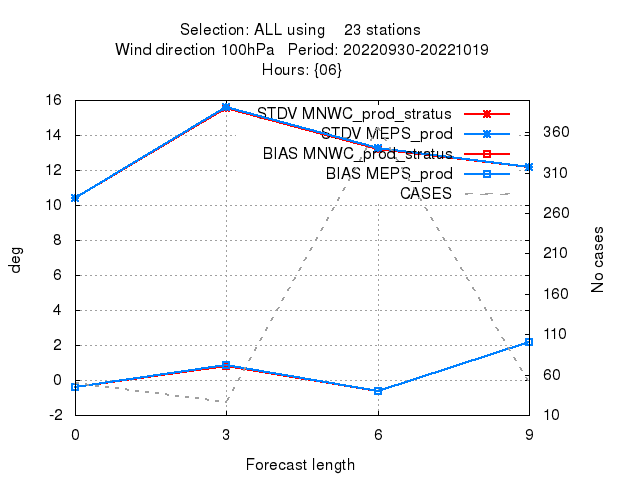 Selection: ALL using 23 stations
Wind direction 100hPa Period: 20220930-20221019
Hours: {06}
STDV MNWC_prod_stratus
STDV MEPS_prod
BIAS MNWC_prod_stratus
BIAS MEPS_prod
CASES
16
14
12
10
8
6
4
2
0
-2
deg
360
310
260
210
160
110
60
10
No cases
0 3 6 9
Forecast length